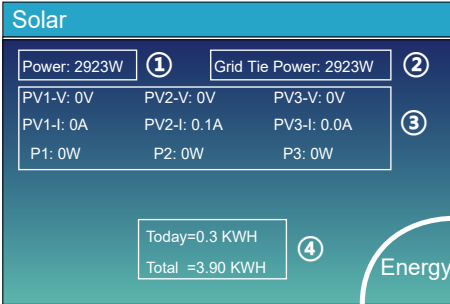 Solar
Power: 2923W ① Grid Tie Power: 2923W ②
PV1-V: 0V PV2-V: 0V PV3-V: 0V
PV1-I: 0A PV2-I: 0.1A PV3-I: 0.0A ③
P1: 0W P2: 0W P3: 0W
Today=0.3 KWH
④
Total =3.90 KWH
Energy